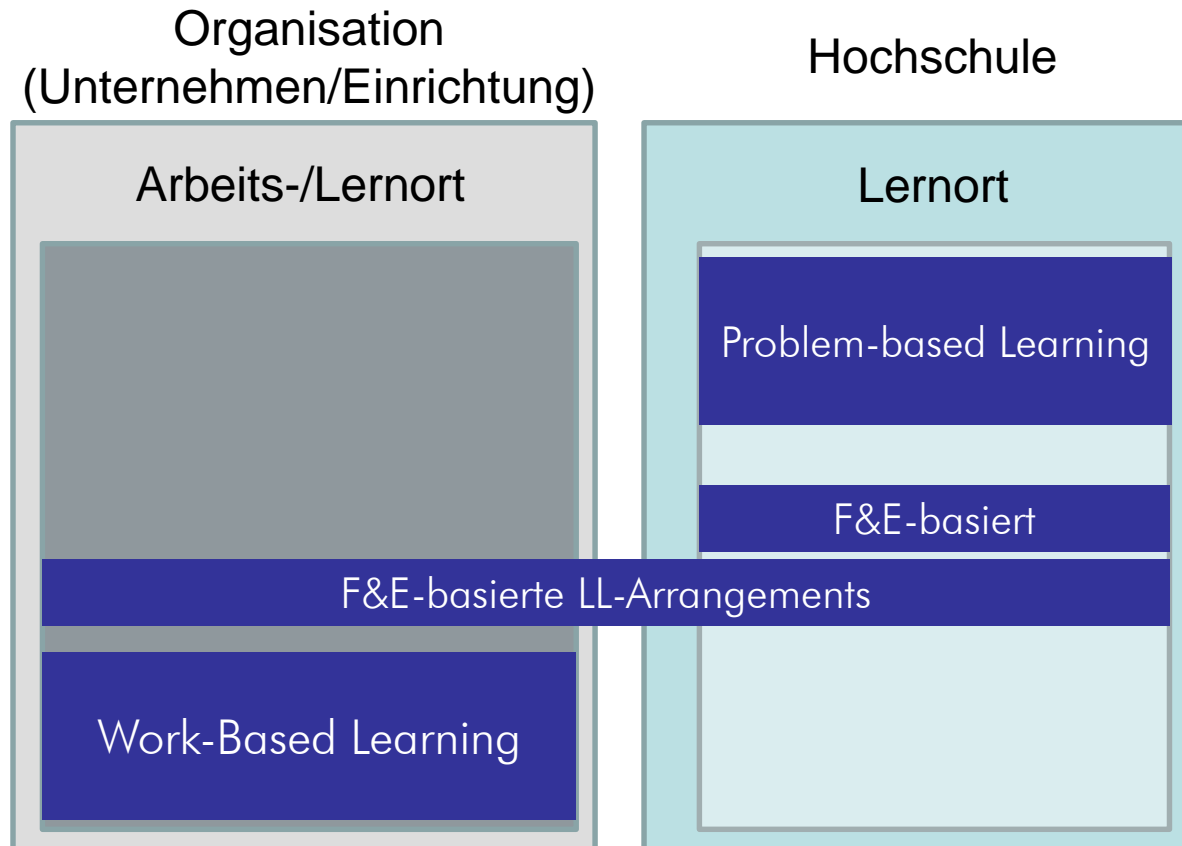 Organisation
(Unternehmen/Einrichtung)
Hochschule
Arbeits-/Lernort
Lernort
Problem-based Learning
F&E-basiert
F&E-basierte LL-Arrangements
Work-Based Learning